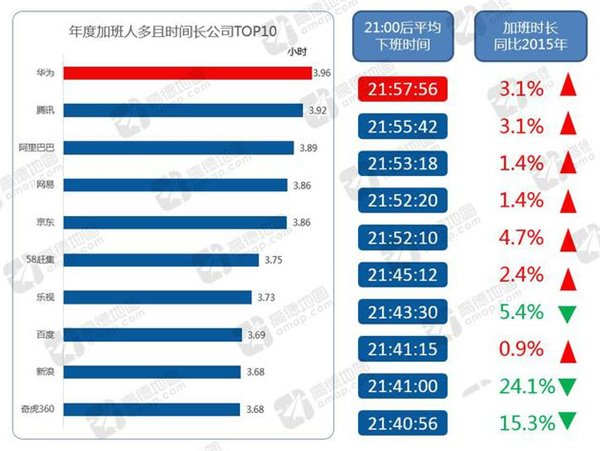 年度加班人多且时间长公司TOP10
小时
21:00后平均
下班时间
加班时长
同比2015年
华为 3.96 21:57:56 3.1%
腾讯 3.92 21:55:42 3.1%
阿里巴巴 3.89 21:53:18 1.4%
网易 3.86 21:52:20 1.4%
京东 3.86 21:52:10 4.7%
58赶集 3.75 21:45:12 2.4%
乐视 3.73 21:43:30 5.4%
百度 3.69 21:41:15 0.9%
新浪 3.68 21:41:00 24.1%
奇虎360 3.68 21:40:56 15.3%
高德地图
amap.com